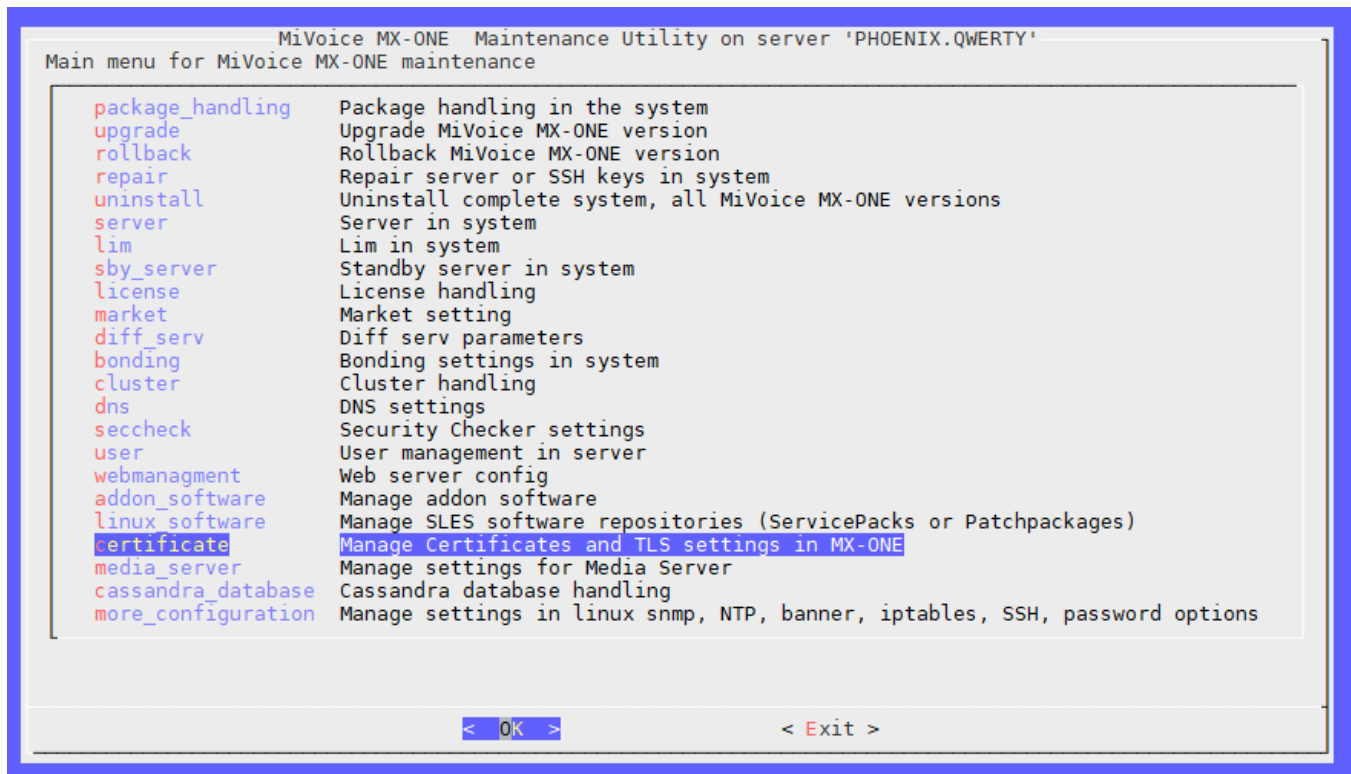 MiVoice MX-ONE  Maintenance Utility on server 'PHOENIX.QWERTY'
Main menu for MiVoice MX-ONE maintenance
package_handling Package handling in the system
upgrade Upgrade MiVoice MX-ONE version
rollback Rollback MiVoice MX-ONE version
repair Repair server or SSH keys in system
uninstall Uninstall complete system, all MiVoice MX-ONE versions
server Server in system
lim Lim in system
sby_server Standby server in system
license License handling
market Market setting
diff_serv Diff serv parameters
bonding Bonding settings in system
cluster Cluster handling
dns DNS settings
seccheck Security Checker settings
user User management in server
webmanagment Web server config
addon_software Manage addon software
linux_software Manage SLES software repositories (ServicePacks or Patchpackages)
certificate Manage Certificates and TLS settings in MX-ONE
media_server Manage settings for Media Server
cassandra_database Cassandra database handling
more_configuration Manage settings in linux snmp, NTP, banner, iptables, SSH, password options
< OK > < Exit >